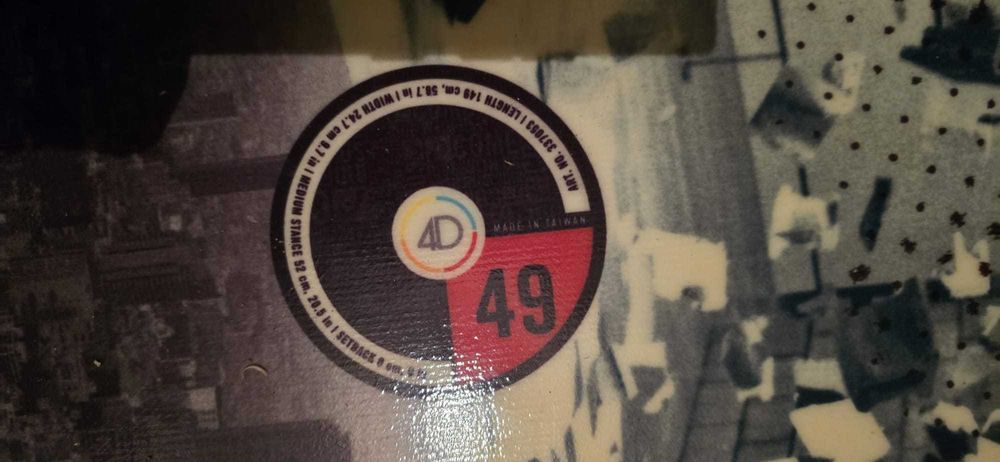 ART. NO. 337053 | LENGTH 149 cm, 58.7 in | WIDTH 24.7 cm 9.7 in | MEDIUM STANCE 52 cm, 20.5 in | SETBACK 0 cm, 0 in
4D
MADE IN TAIWAN
49